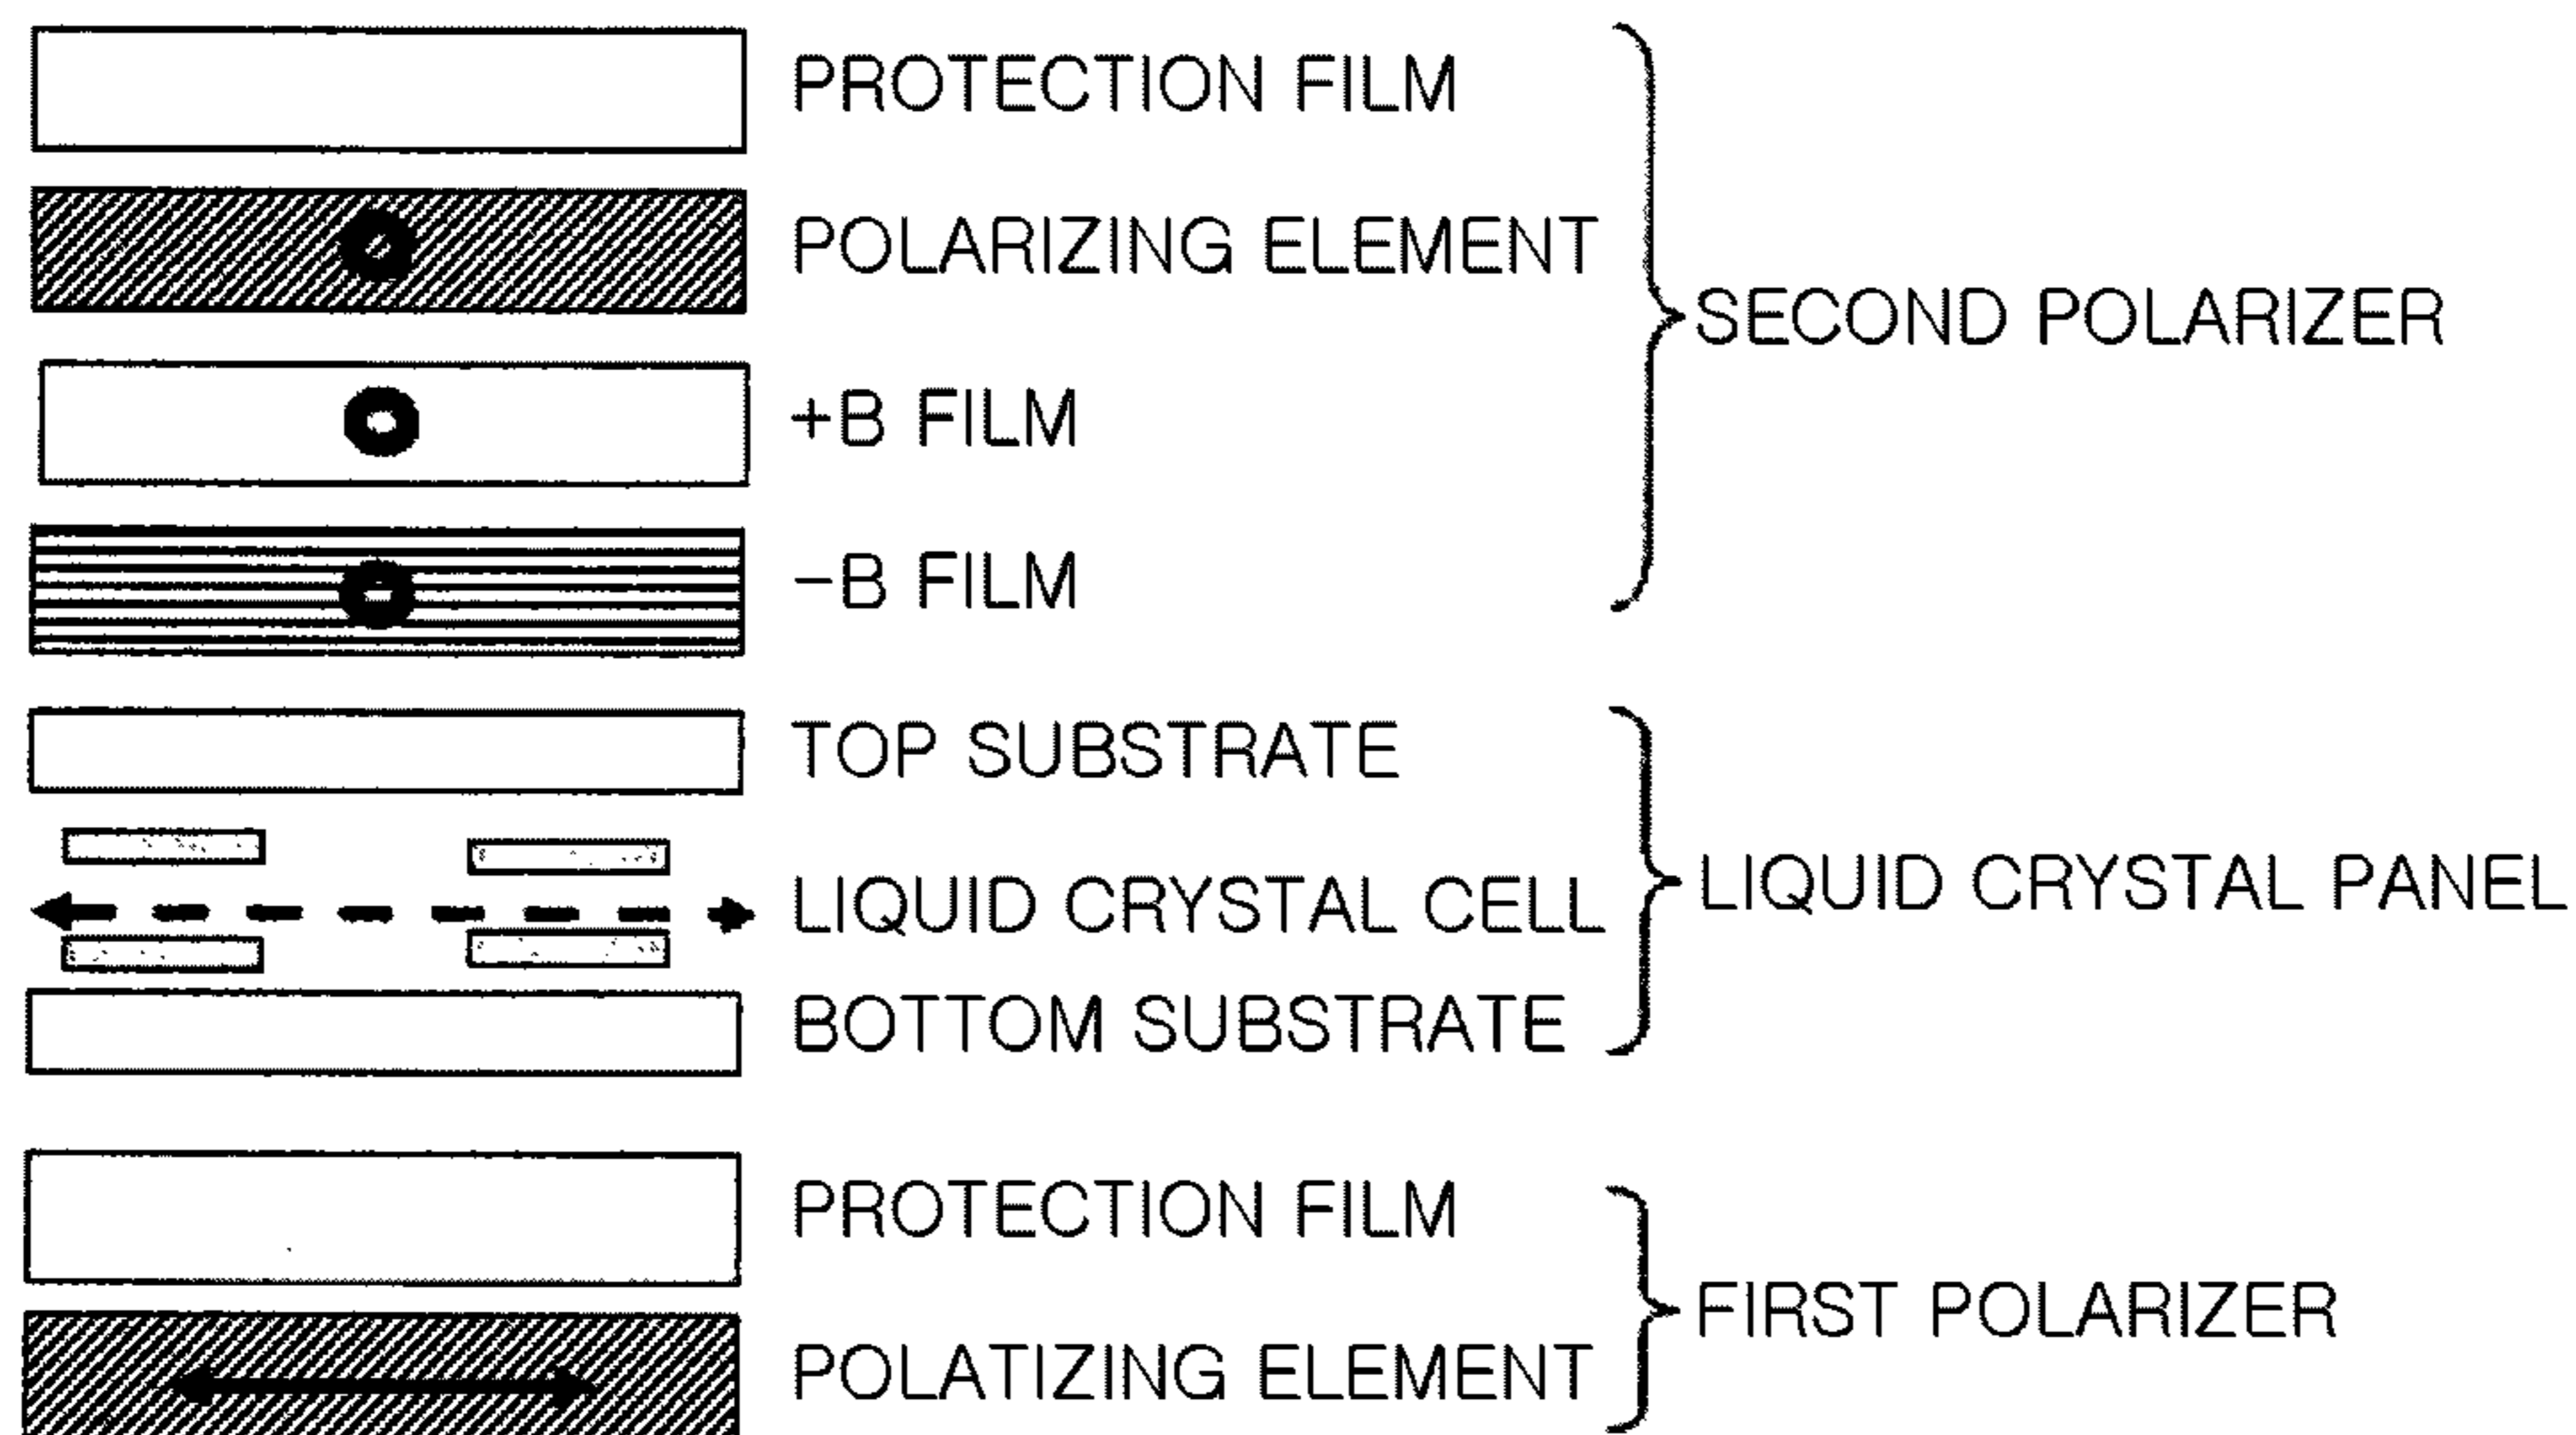 PROTECTION FILM
POLARIZING ELEMENT
SECOND POLARIZER
+B FILM
−B FILM
TOP SUBSTRATE
LIQUID CRYSTAL CELL
LIQUID CRYSTAL PANEL
BOTTOM SUBSTRATE
PROTECTION FILM
FIRST POLARIZER
POLATIZING ELEMENT